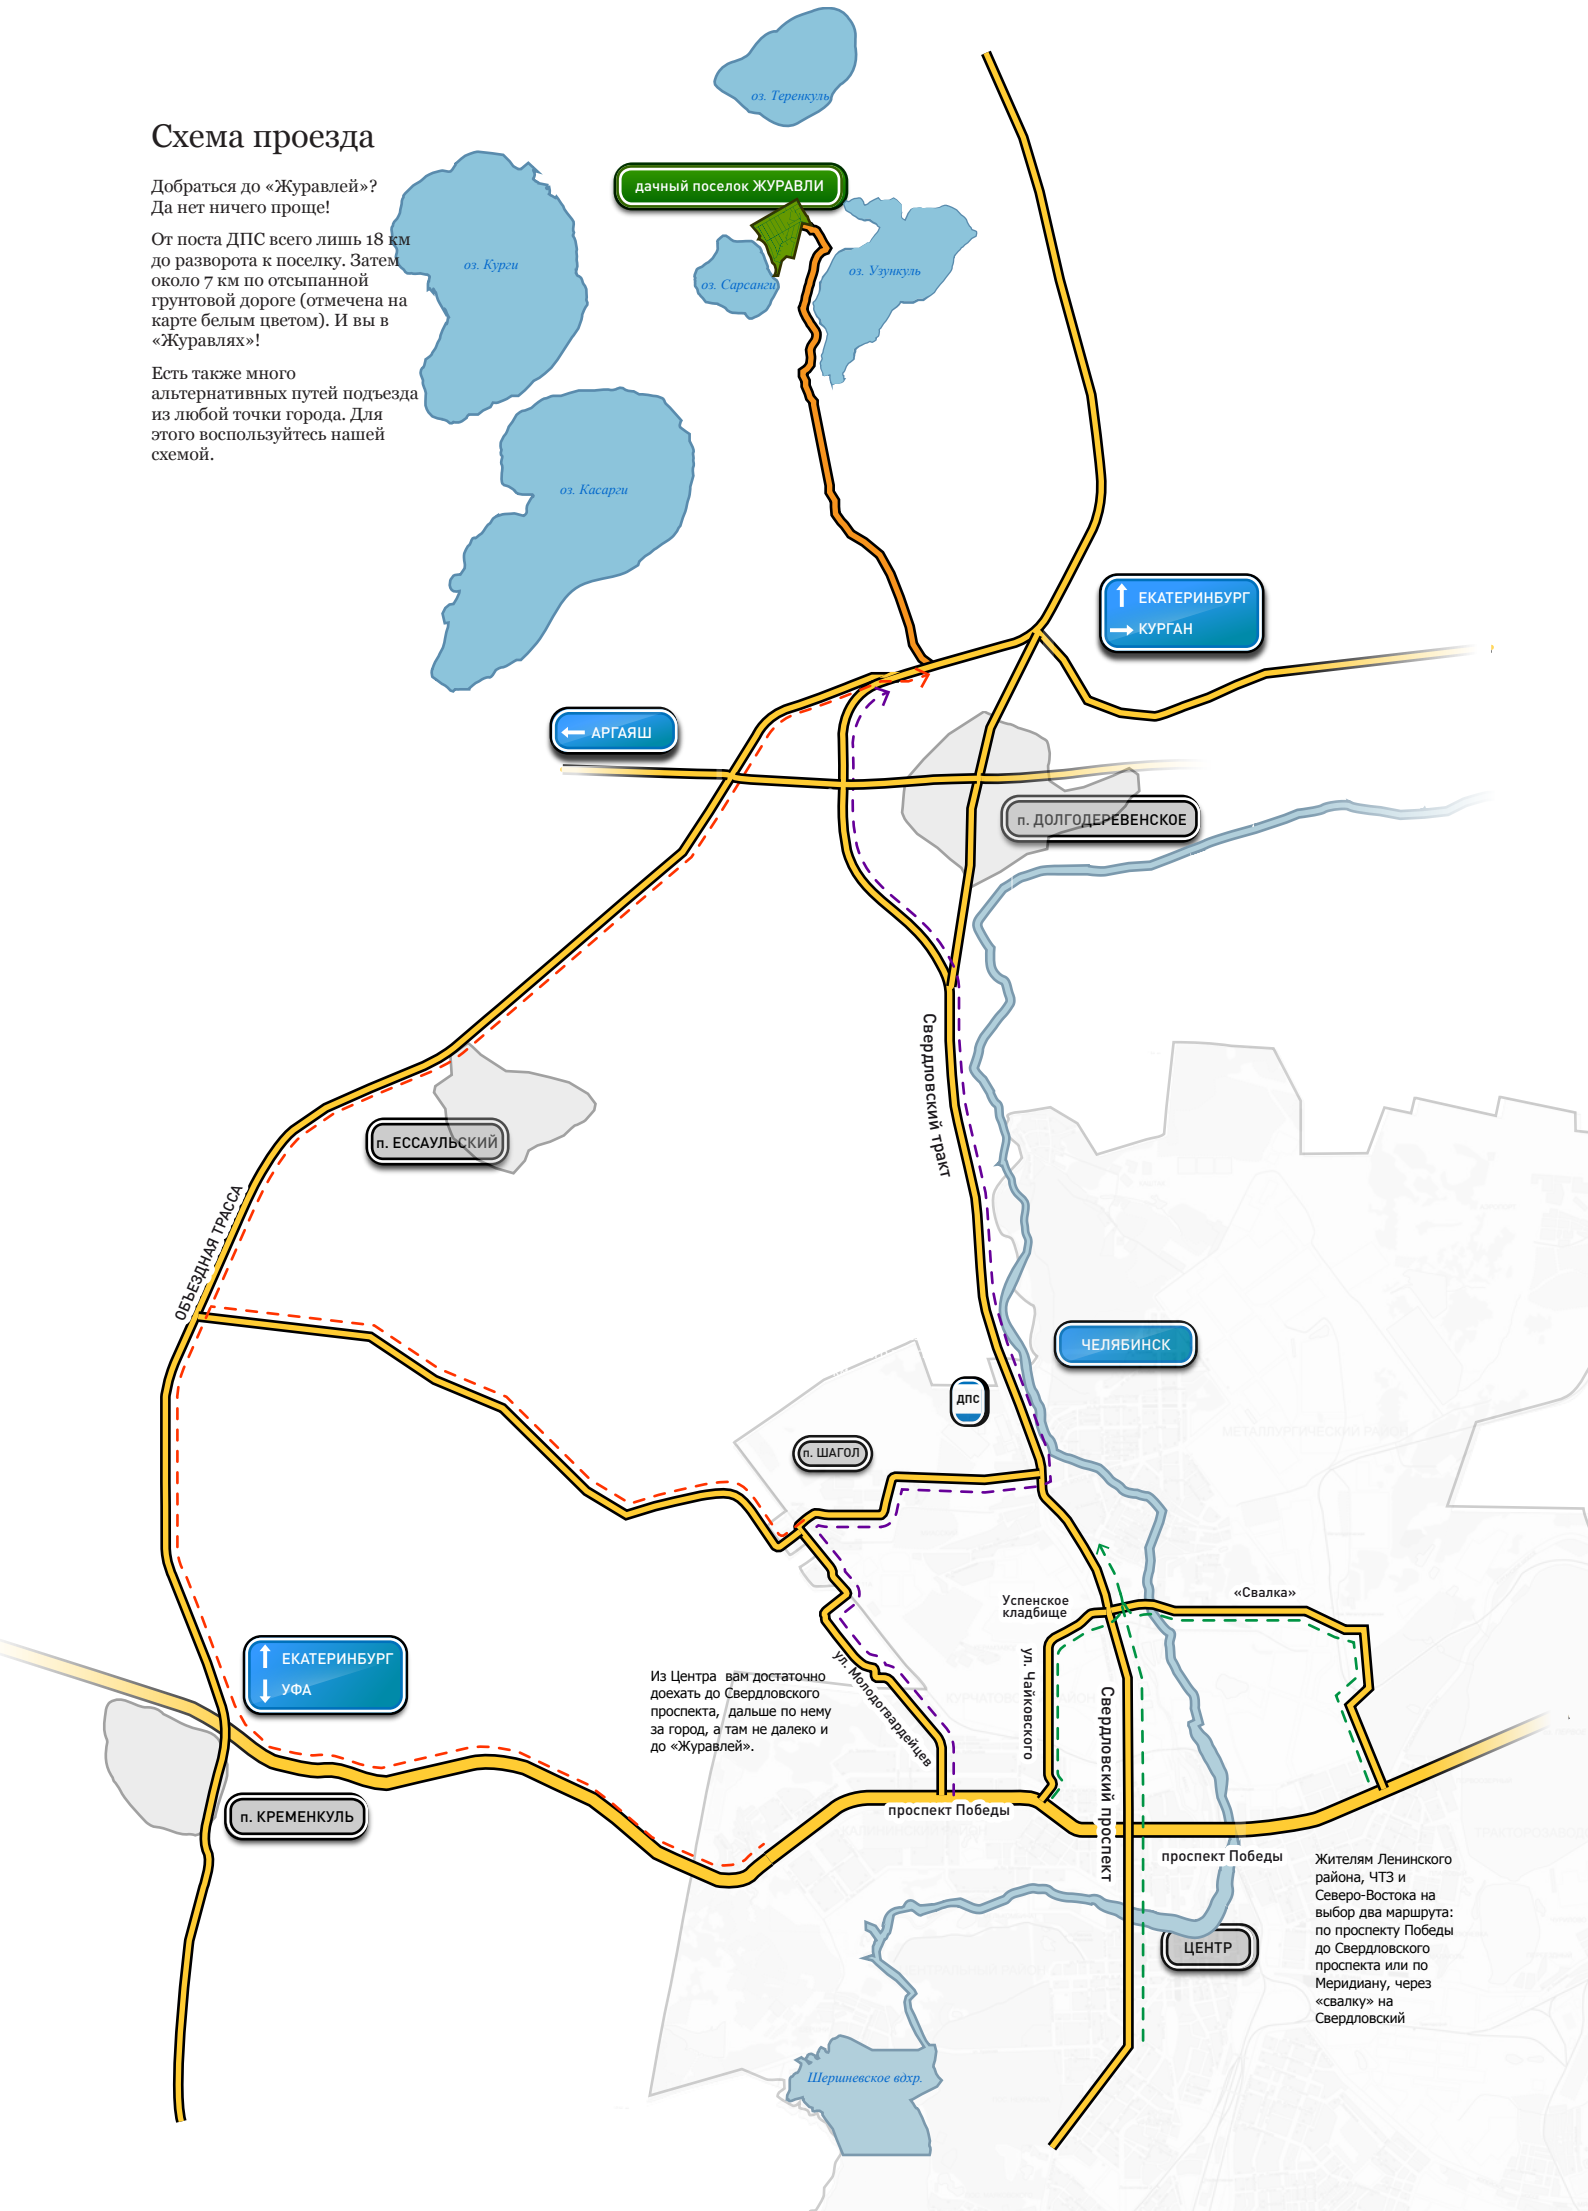 оз. Теренкуль
Схема проезда
Добраться до «Журавлей»?
Да нет ничего проще!
От поста ДПС всего лишь 18 км
до разворота к поселку. Затем
около 7 км по отсыпанной
грунтовой дороге (отмечена на
карте белым цветом). И вы в
«Журавлях»!
Есть также много
альтернативных путей подъезда
из любой точки города. Для
этого воспользуйтесь нашей
схемой.
дачный поселок ЖУРАВЛИ
оз. Курги
оз. Сарсанги
оз. Узункуль
оз. Касарги
ЕКАТЕРИНБУРГ
КУРГАН
АРГАЯШ
п. ДОЛГОДЕРЕВЕНСКОЕ
Свердловский тракт
п. ЕССАУЛЬСКИЙ
ОБЪЕЗДНАЯ ТРАССА
ЧЕЛЯБИНСК
ДПС
п. ШАГОЛ
МЕТАЛЛУРГИЧЕСКИЙ РАЙОН
«Свалка»
Успенское
кладбище
ЕКАТЕРИНБУРГ
УФА
Из Центра вам достаточно
доехать до Свердловского
проспекта, дальше по нему
за город, а там не далеко и
до «Журавлей».
ул. Молодогвардейцев
ул. Чайковского
Свердловский проспект
КУРЧАТОВСКИЙ РАЙОН
п. КРЕМЕНКУЛЬ
проспект Победы
проспект Победы
Жителям Ленинского
района, ЧТЗ и
Северо-Востока на
выбор два маршрута:
по проспекту Победы
до Свердловского
проспекта или по
Меридиану, через
«свалку» на
Свердловский
ЦЕНТР
Шершневское вдхр.